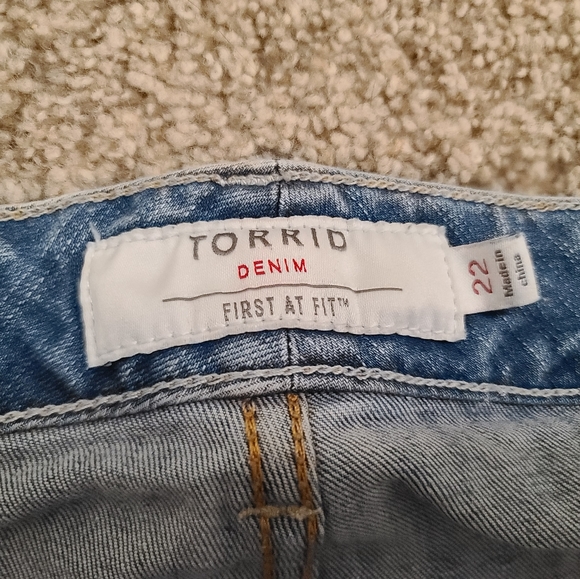 TORRID
DENIM
FIRST AT FIT™
22
Made in
china